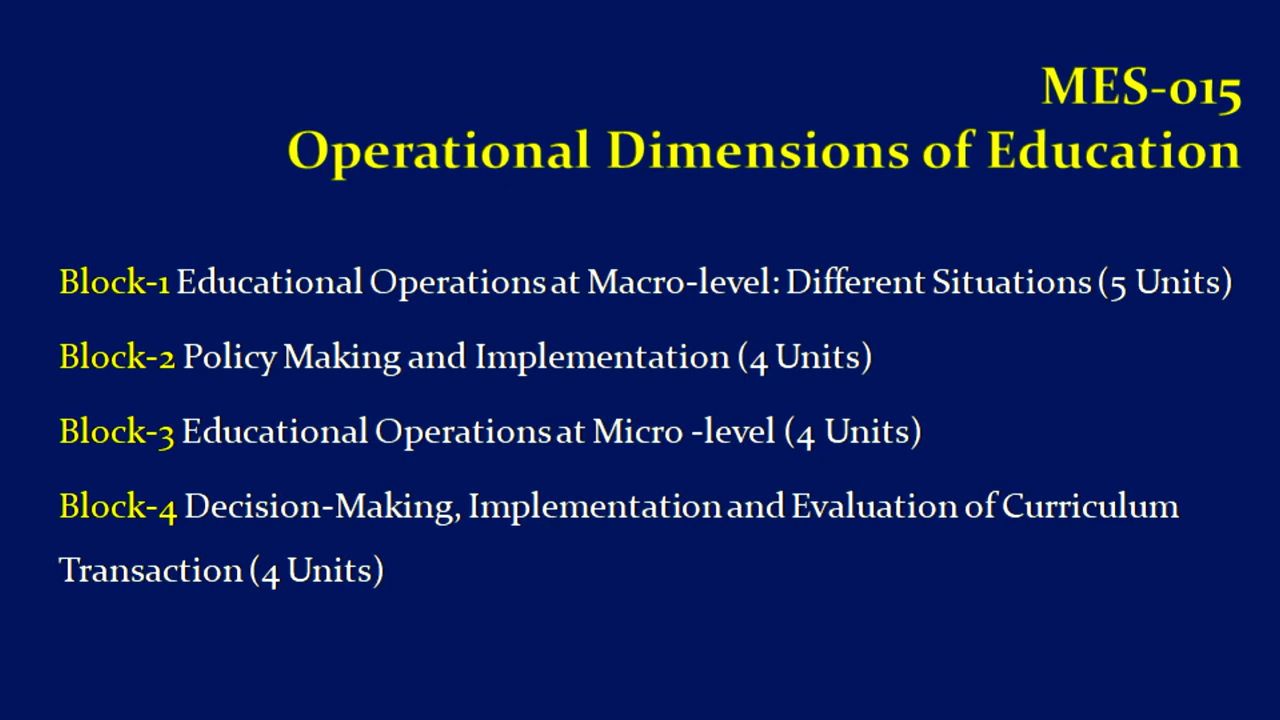 MES-015
Operational Dimensions of Education
Block-1 Educational Operations at Macro-level: Different Situations (5 Units)
Block-2 Policy Making and Implementation (4 Units)
Block-3 Educational Operations at Micro -level (4 Units)
Block-4 Decision-Making, Implementation and Evaluation of Curriculum
Transaction (4 Units)